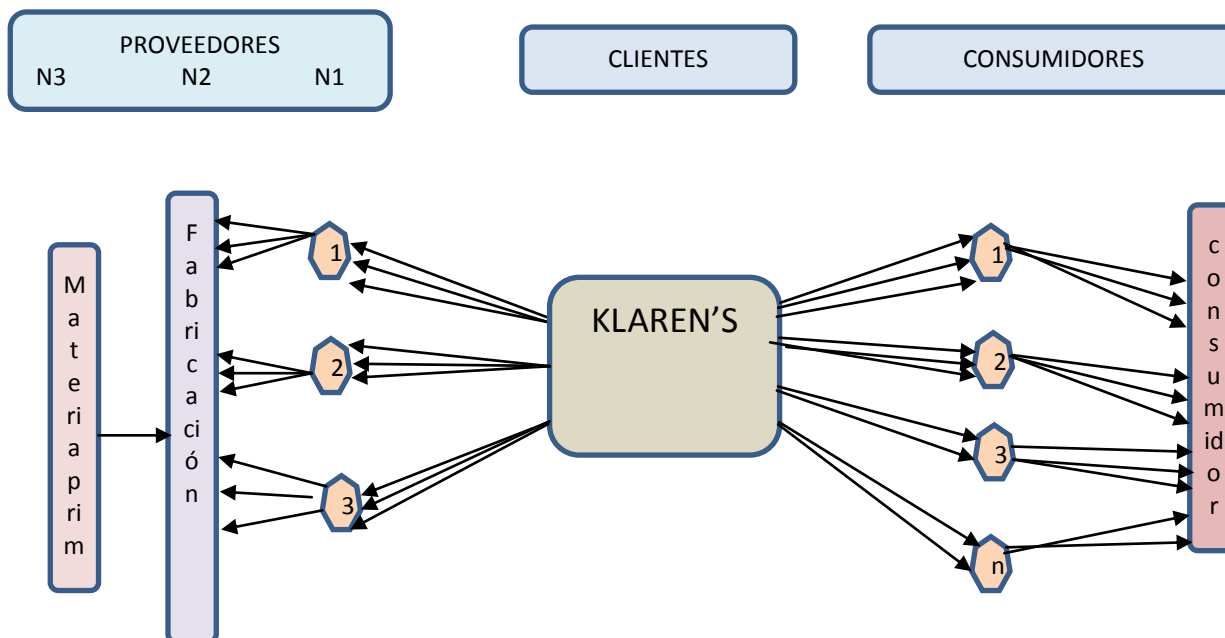 PROVEEDORES
N3 N2 N1
CLIENTES
CONSUMIDORES
M
a
t
e
ri
a
p
ri
m
F
a
b
ri
c
a
ci
ó
n
1
2
3
KLAREN'S
1
2
3
n
c
o
n
s
u
m
id
o
r